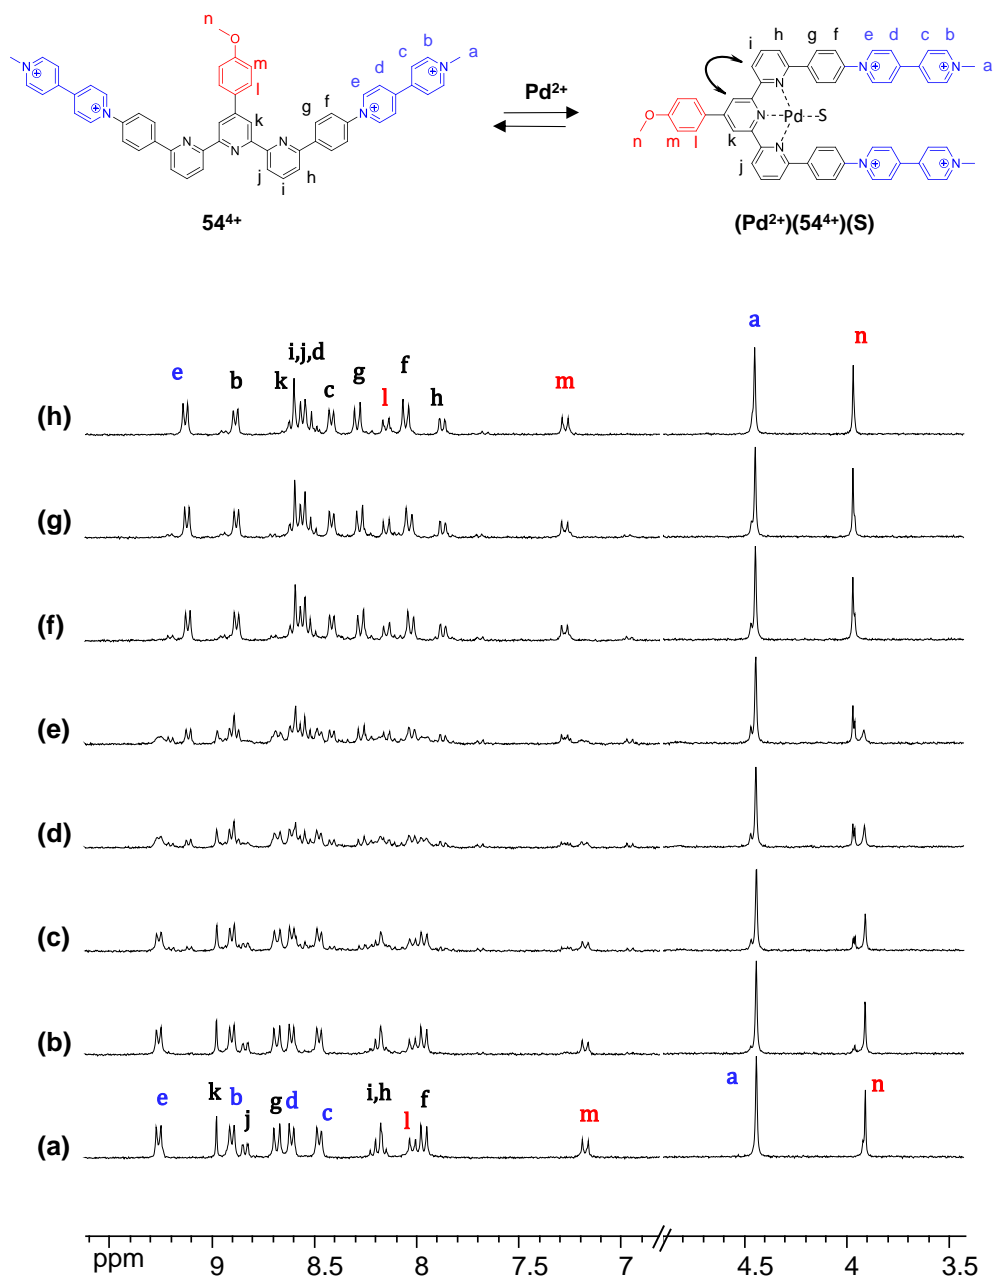 n
O
m
l
k
N
N
N
j
i
h
g
f
e
d
c
b
a
N
N
N
N
+
+
+
+
54⁴⁺
Pd²⁺
i
h
g
f
e
d
c
b
a
j
k
l
m
n
O
N
N
N
Pd
S
N
N
N
N
+
+
+
+
(Pd²⁺)(54⁴⁺)(S)
(h)
e
b
k
i,j,d
c
g
l
f
h
m
a
n
(g)
(f)
(e)
(d)
(c)
(b)
(a)
e
k
b
j
g
d
c
i,h
l
f
m
a
n
ppm 9 8.5 8 7.5 7 4.5 4 3.5